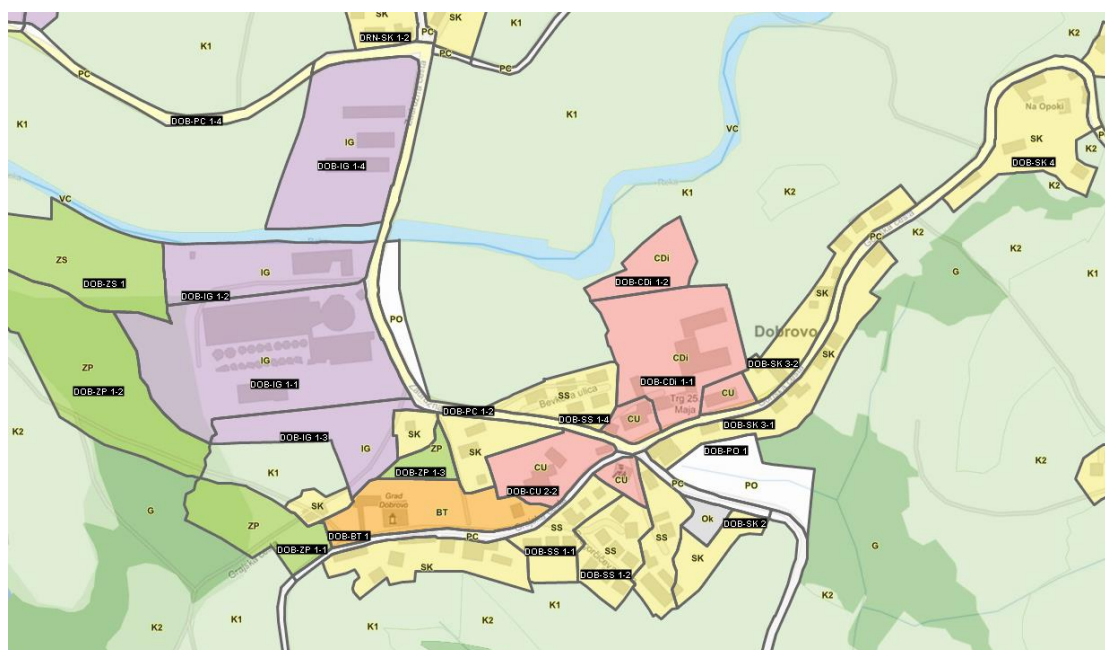 SK
SK
K1
DRN-SK 1-2
PC
K2
K1
PC
PC
PC
Na Opoki
DOB-PC 1-4
K1
K1
VC
SK
IG
K2
DOB-IG 1-4
DOB-SK 4
K1
K2
K2
VC
PC
K2
ZS
CDi
K2
IG
G
DOB-ZS 1
DOB-CDi 1-2
K1
DOB-IG 1-2
SK
PO
Dobrovo
SK
IG
CDi
ZP
DOB-SK 3-2
DOB-IG 1-1
DOB-CDi 1-1
DOB-ZP 1-2
SS
Bevkova ulica
CU
Trg 25.
Maja
DOB-PC 1-2
DOB-SS 1-4
CU
DOB-SK 3-1
K2
SK
DOB-IG 1-3
IG
ZP
DOB-PO 1
K2
K1
SK
CU
DOB-ZP 1-3
CU
PC
PO
DOB-CU 2-2
Grad
Dobrovo
BT
SK
G
ZP
Ok
DOB-SK 2
SS
DOB-BT 1
PC
SS
SS
G
DOB-ZP 1-1
DOB-SS 1-1
SK
SK
DOB-SS 1-2
K1
K1
K2
K1
K1
K2
K2